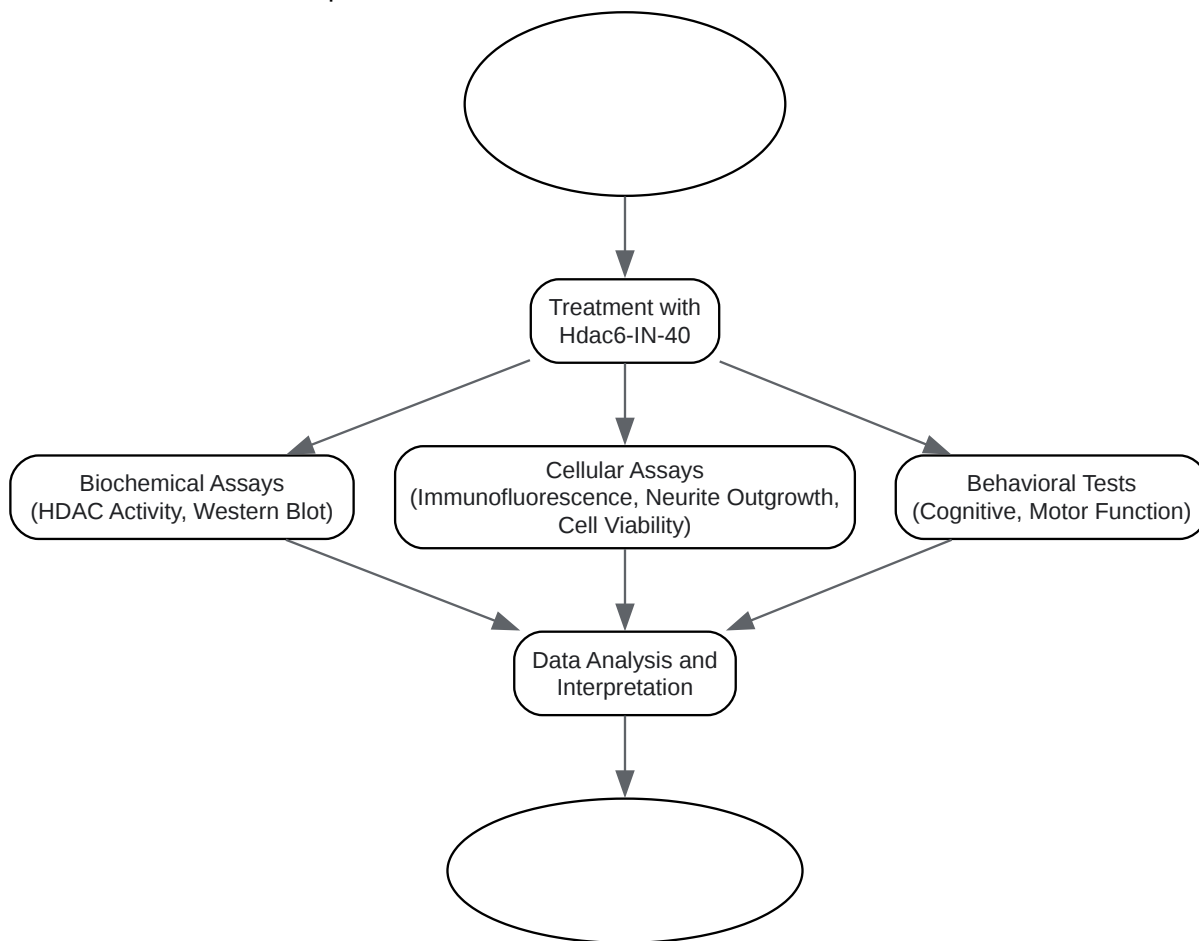 Treatment with
Hdac6-IN-40
Biochemical Assays
(HDAC Activity, Western Blot)
Cellular Assays
(Immunofluorescence, Neurite Outgrowth,
Cell Viability)
Behavioral Tests
(Cognitive, Motor Function)
Data Analysis and
Interpretation